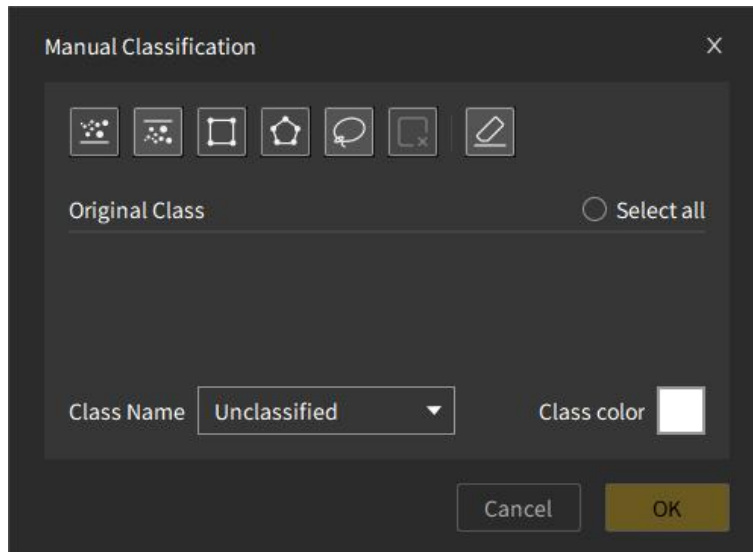 Manual Classification X
Original Class Select all
Class Name Unclassified Class color
Cancel OK